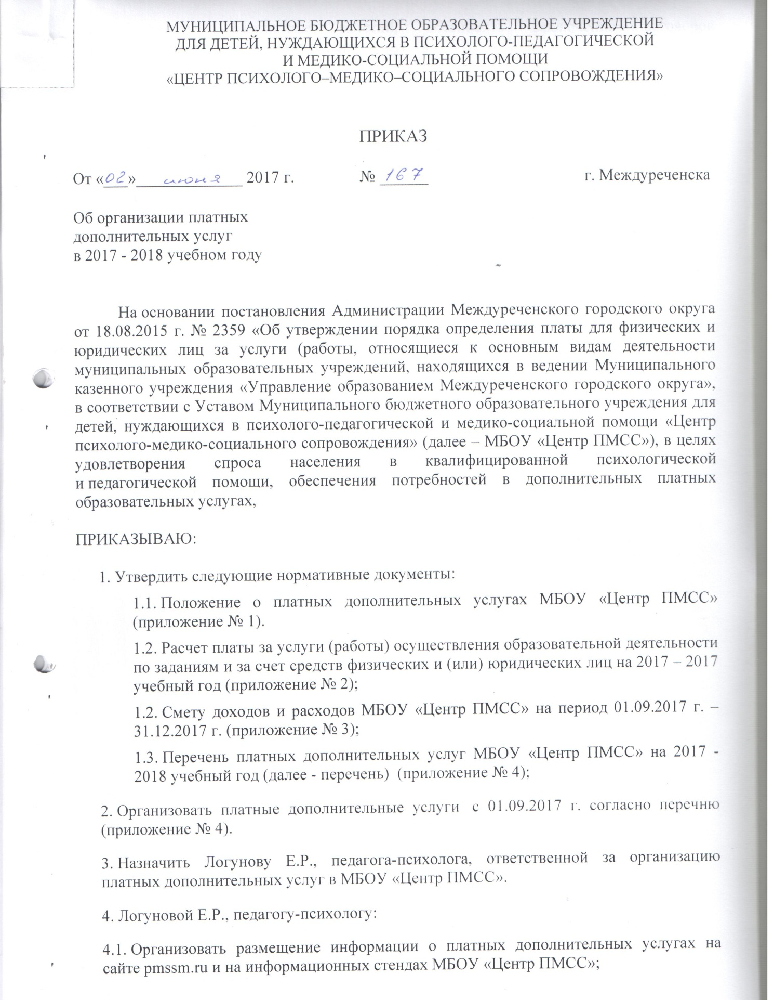 МУНИЦИПАЛЬНОЕ БЮДЖЕТНОЕ ОБРАЗОВАТЕЛЬНОЕ УЧРЕЖДЕНИЕ
ДЛЯ ДЕТЕЙ, НУЖДАЮЩИХСЯ В ПСИХОЛОГО-ПЕДАГОГИЧЕСКОЙ
И МЕДИКО-СОЦИАЛЬНОЙ ПОМОЩИ
«ЦЕНТР ПСИХОЛОГО–МЕДИКО–СОЦИАЛЬНОГО СОПРОВОЖДЕНИЯ»
ПРИКАЗ
От «02» июня 2017 г. № 167 г. Междуреченска
Об организации платных
дополнительных услуг
в 2017 - 2018 учебном году
На основании постановления Администрации Междуреченского городского округа
от 18.08.2015 г. № 2359 «Об утверждении порядка определения платы для физических и
юридических лиц за услуги (работы, относящиеся к основным видам деятельности
муниципальных образовательных учреждений, находящихся в ведении Муниципального
казенного учреждения «Управление образованием Междуреченского городского округа»,
в соответствии с Уставом Муниципального бюджетного образовательного учреждения для
детей, нуждающихся в психолого-педагогической и медико-социальной помощи «Центр
психолого-медико-социального сопровождения» (далее – МБОУ «Центр ПМСС»), в целях
удовлетворения спроса населения в квалифицированной психологической
и педагогической помощи, обеспечения потребностей в дополнительных платных
образовательных услугах,
ПРИКАЗЫВАЮ:
1. Утвердить следующие нормативные документы:
1.1. Положение о платных дополнительных услугах МБОУ «Центр ПМСС»
(приложение № 1).
1.2. Расчет платы за услуги (работы) осуществления образовательной деятельности
по заданиям и за счет средств физических и (или) юридических лиц на 2017 – 2017
учебный год (приложение № 2);
1.2. Смету доходов и расходов МБОУ «Центр ПМСС» на период 01.09.2017 г. –
31.12.2017 г. (приложение № 3);
1.3. Перечень платных дополнительных услуг МБОУ «Центр ПМСС» на 2017 -
2018 учебный год (далее - перечень) (приложение № 4);
2. Организовать платные дополнительные услуги с 01.09.2017 г. согласно перечню
(приложение № 4).
3. Назначить Логунову Е.Р., педагога-психолога, ответственной за организацию
платных дополнительных услуг в МБОУ «Центр ПМСС».
4. Логуновой Е.Р., педагогу-психологу:
4.1. Организовать размещение информации о платных дополнительных услугах на
сайте pmssm.ru и на информационных стендах МБОУ «Центр ПМСС»;